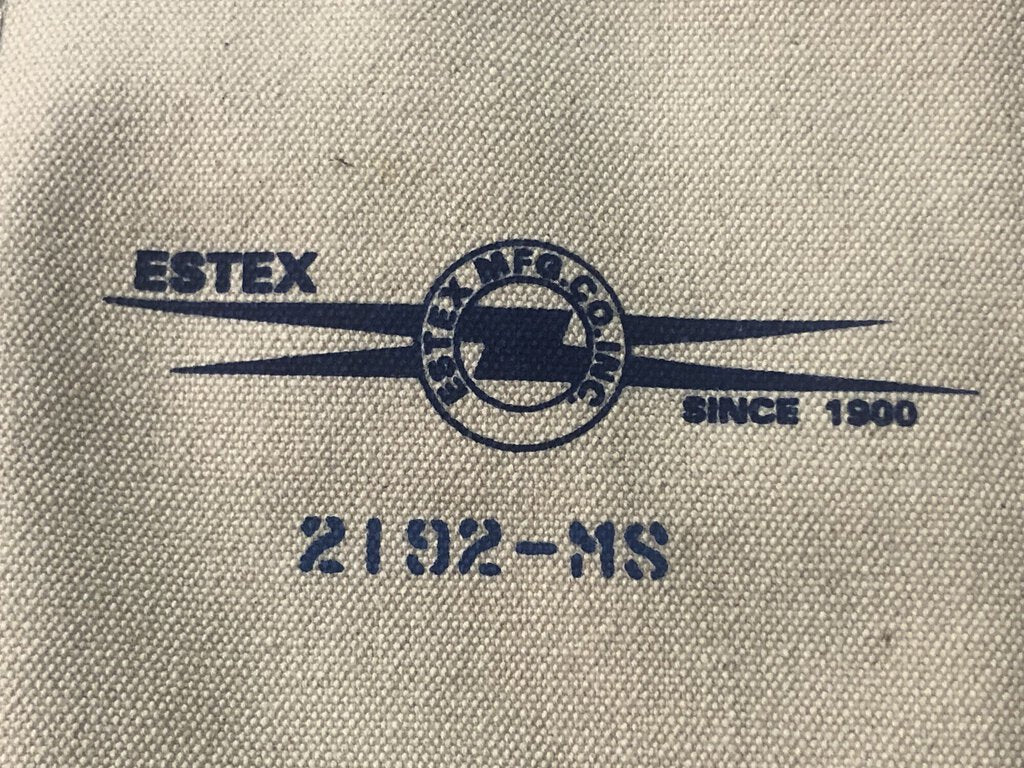 ESTEX
ESTEX MFG.CO.INC.
SINCE 1900
2192-MS